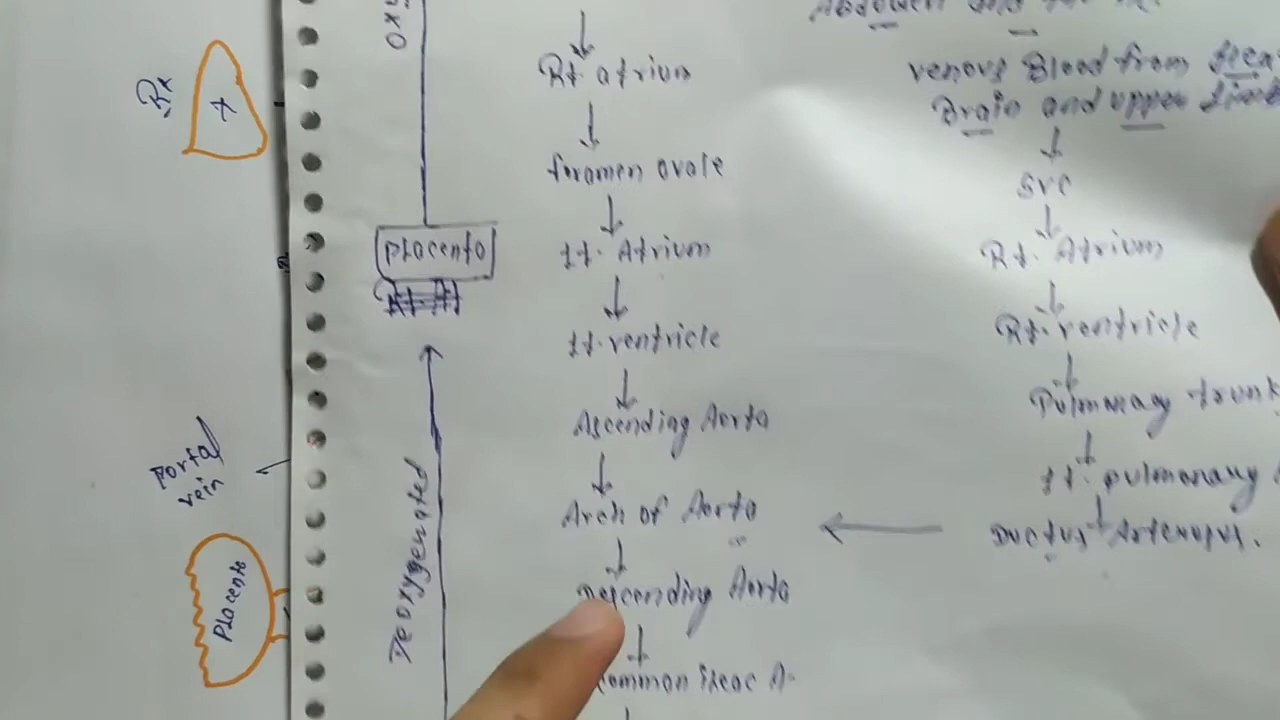 Rx
Portal
vein
Placenta
Placenta
Deoxygenated
Rt. atrium
foramen ovale
Lt. Atrium
Lt. ventricle
Ascending Aorta
Arch of Aorta
Descending Aorta
common
venous Blood from
Brain and upper
SVC
Rt. Atrium
Rt. ventricle
Pulmonary trunk
Lt. pulmonary
Ductus Arteriosus.